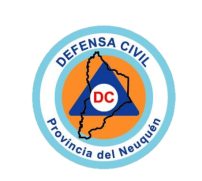 DEFENSA CIVIL
DC
Provincia del Neuquén